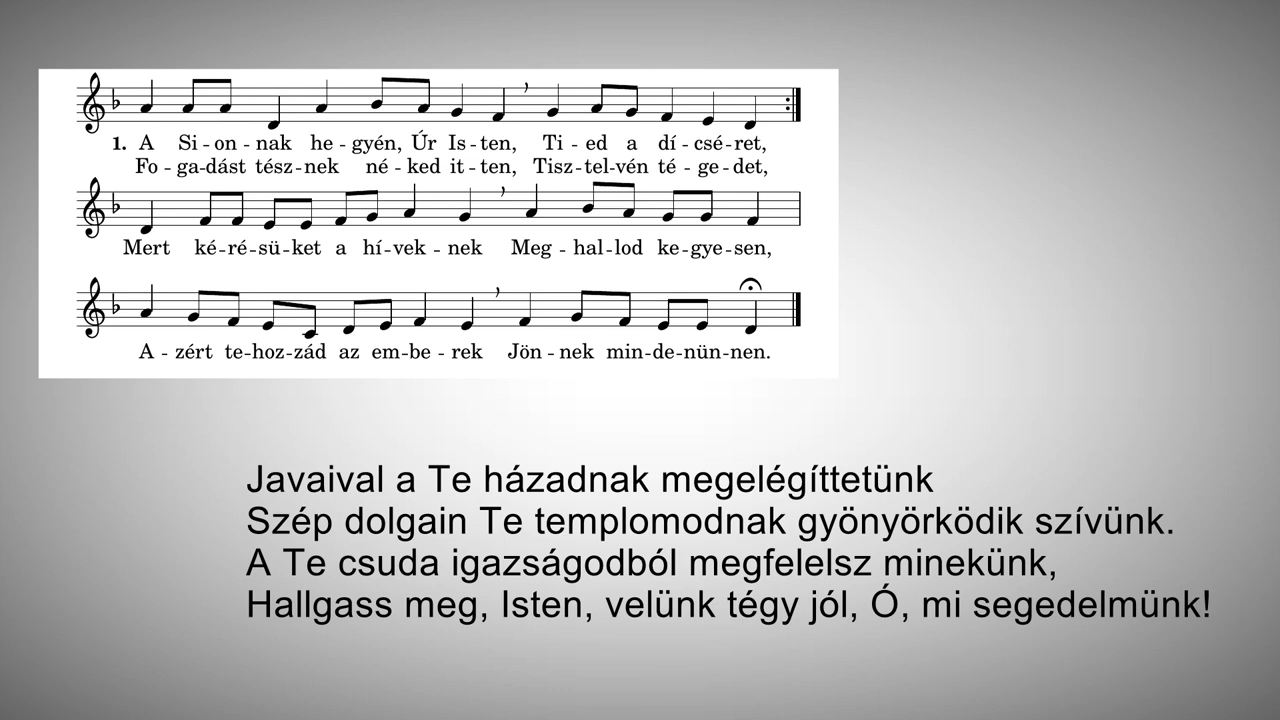 1. A Si-on-nak he-gyén, Úr Is-ten, Ti-ed a dí-csé-ret,
Fo-ga-dást tész-nek né-ked it-ten, Tisz-tel-vén té-ge-det,
Mert ké-ré-sü-ket a hí-vek-nek Meg-hal-lod ke-gye-sen,
A-zért te-hoz-zád az em-be-rek Jön-nek min-de-nün-nen.
Javaival a Te házadnak megelégíttetünk
Szép dolgain Te templomodnak gyönyörködik szívünk.
A Te csuda igazságodból megfelelsz minekünk,
Hallgass meg, Isten, velünk tégy jól, Ó, mi segedelmünk!